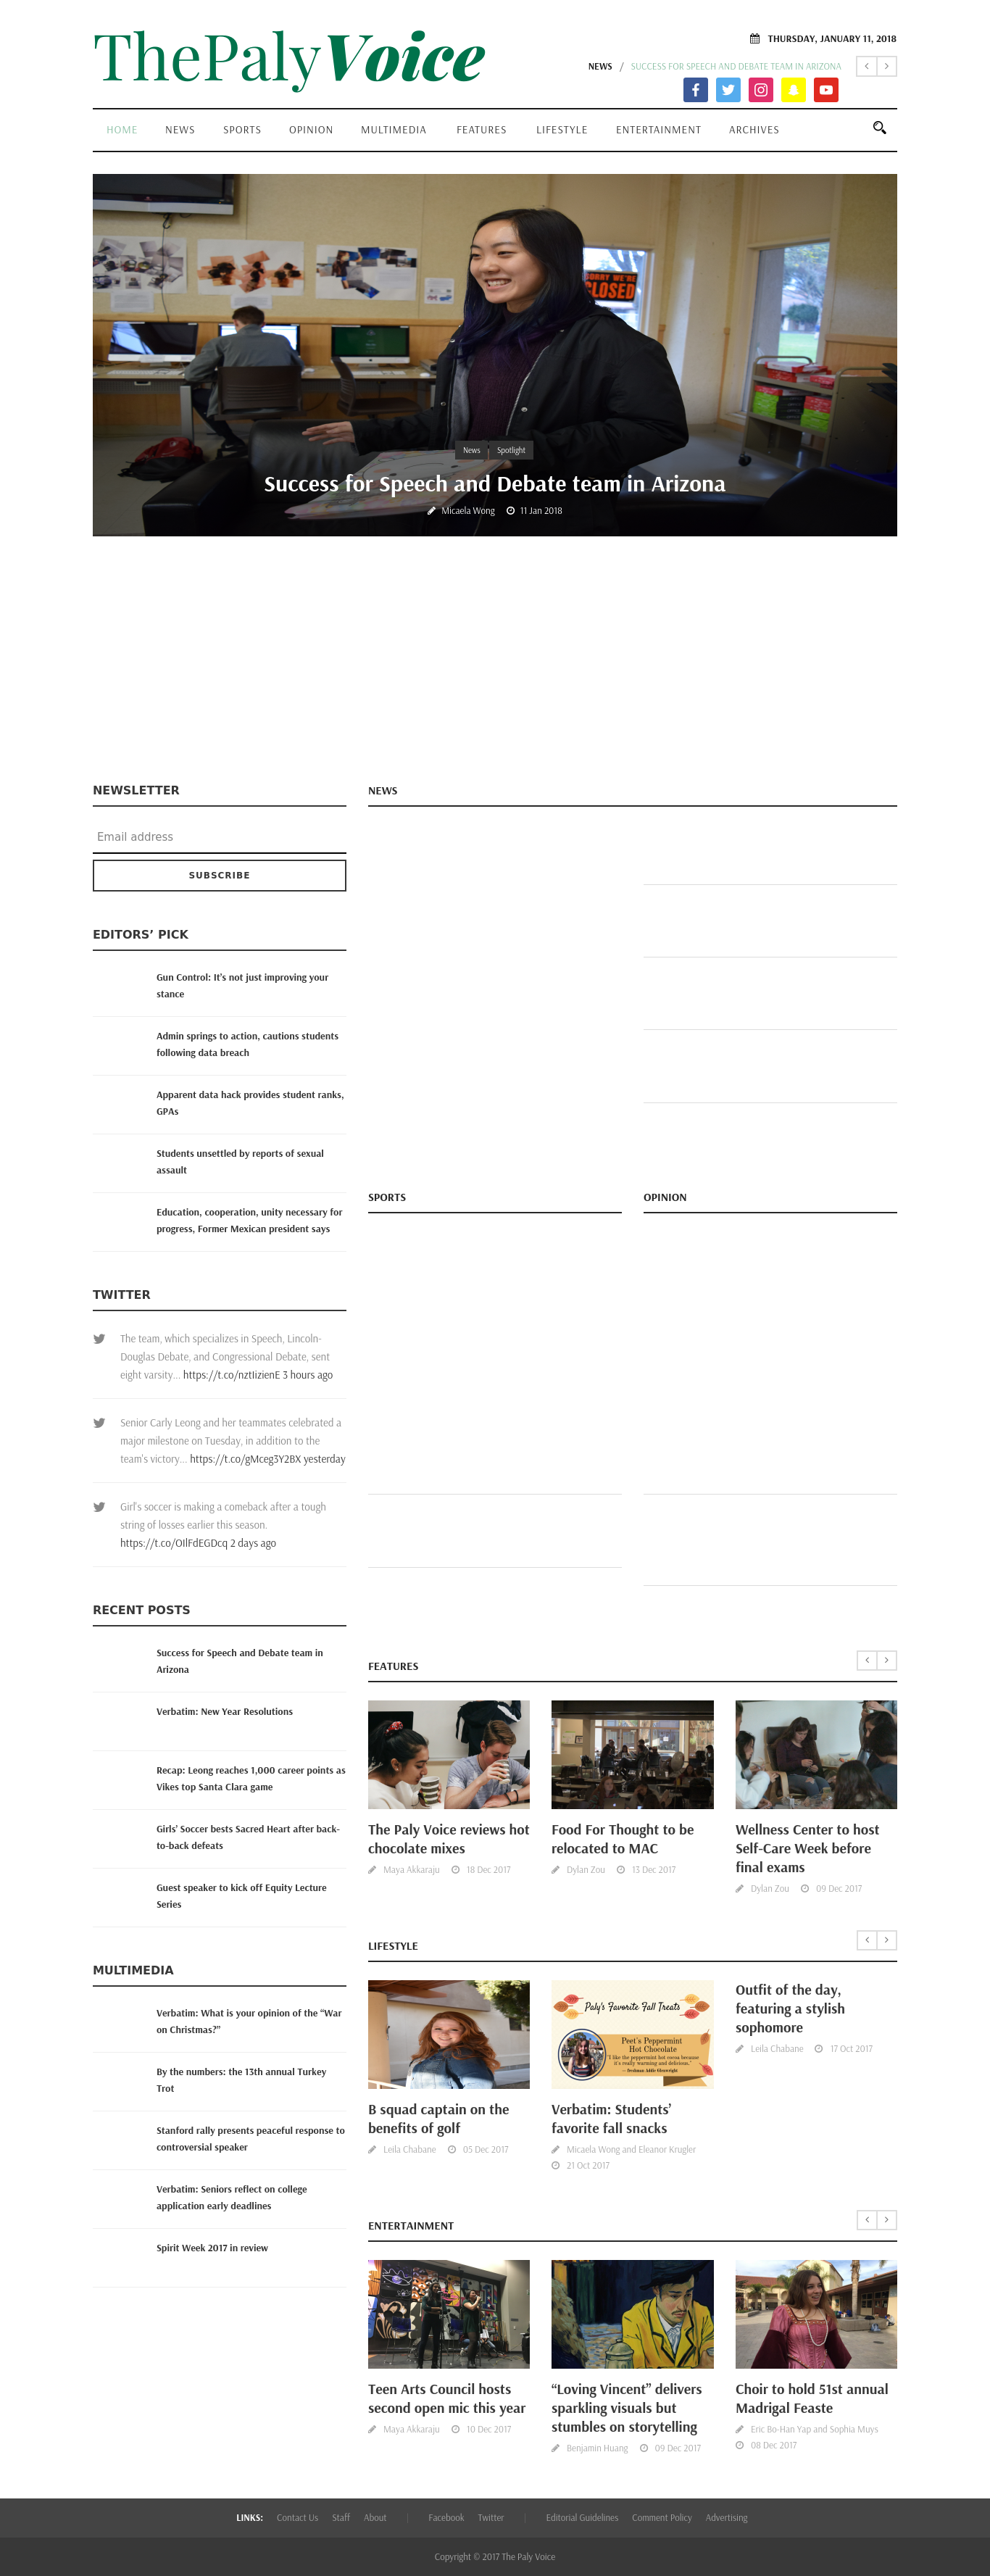 ThePalyVoice
THURSDAY, JANUARY 11, 2018
NEWS / SUCCESS FOR SPEECH AND DEBATE TEAM IN ARIZONA
HOME NEWS SPORTS OPINION MULTIMEDIA FEATURES LIFESTYLE ENTERTAINMENT ARCHIVES
SORRY WE'RE
CLOSED
News Spotlight
Success for Speech and Debate team in Arizona
Micaela Wong 11 Jan 2018
NEWSLETTER
Email address
SUBSCRIBE
EDITORS’ PICK
Gun Control: It’s not just improving your
stance
Admin springs to action, cautions students
following data breach
Apparent data hack provides student ranks,
GPAs
Students unsettled by reports of sexual
assault
Education, cooperation, unity necessary for
progress, Former Mexican president says
TWITTER
The team, which specializes in Speech, Lincoln-
Douglas Debate, and Congressional Debate, sent
eight varsity... https://t.co/nztIizienE 3 hours ago
Senior Carly Leong and her teammates celebrated a
major milestone on Tuesday, in addition to the
team's victory... https://t.co/gMceg3Y2BX yesterday
Girl's soccer is making a comeback after a tough
string of losses earlier this season.
https://t.co/OIlFdEGDcq 2 days ago
RECENT POSTS
Success for Speech and Debate team in
Arizona
Verbatim: New Year Resolutions
Recap: Leong reaches 1,000 career points as
Vikes top Santa Clara game
Girls’ Soccer bests Sacred Heart after back-
to-back defeats
Guest speaker to kick off Equity Lecture
Series
MULTIMEDIA
Verbatim: What is your opinion of the “War
on Christmas?”
By the numbers: the 13th annual Turkey
Trot
Stanford rally presents peaceful response to
controversial speaker
Verbatim: Seniors reflect on college
application early deadlines
Spirit Week 2017 in review
NEWS
SPORTS
OPINION
FEATURES
The Paly Voice reviews hot
chocolate mixes
Maya Akkaraju 18 Dec 2017
Food For Thought to be
relocated to MAC
Dylan Zou 13 Dec 2017
Wellness Center to host
Self-Care Week before
final exams
Dylan Zou 09 Dec 2017
LIFESTYLE
B squad captain on the
benefits of golf
Leila Chabane 05 Dec 2017
Paly's Favorite Fall Treats
Peet's Peppermint
Hot Chocolate
"I like the peppermint hot cocoa because
it's really warming and delicious."
Verbatim: Students’
favorite fall snacks
Micaela Wong and Eleanor Krugler
21 Oct 2017
Outfit of the day,
featuring a stylish
sophomore
Leila Chabane 17 Oct 2017
ENTERTAINMENT
Teen Arts Council hosts
second open mic this year
Maya Akkaraju 10 Dec 2017
“Loving Vincent” delivers
sparkling visuals but
stumbles on storytelling
Benjamin Huang 09 Dec 2017
Choir to hold 51st annual
Madrigal Feaste
Eric Bo-Han Yap and Sophia Muys
08 Dec 2017
LINKS: Contact Us Staff About | Facebook Twitter | Editorial Guidelines Comment Policy Advertising
Copyright © 2017 The Paly Voice